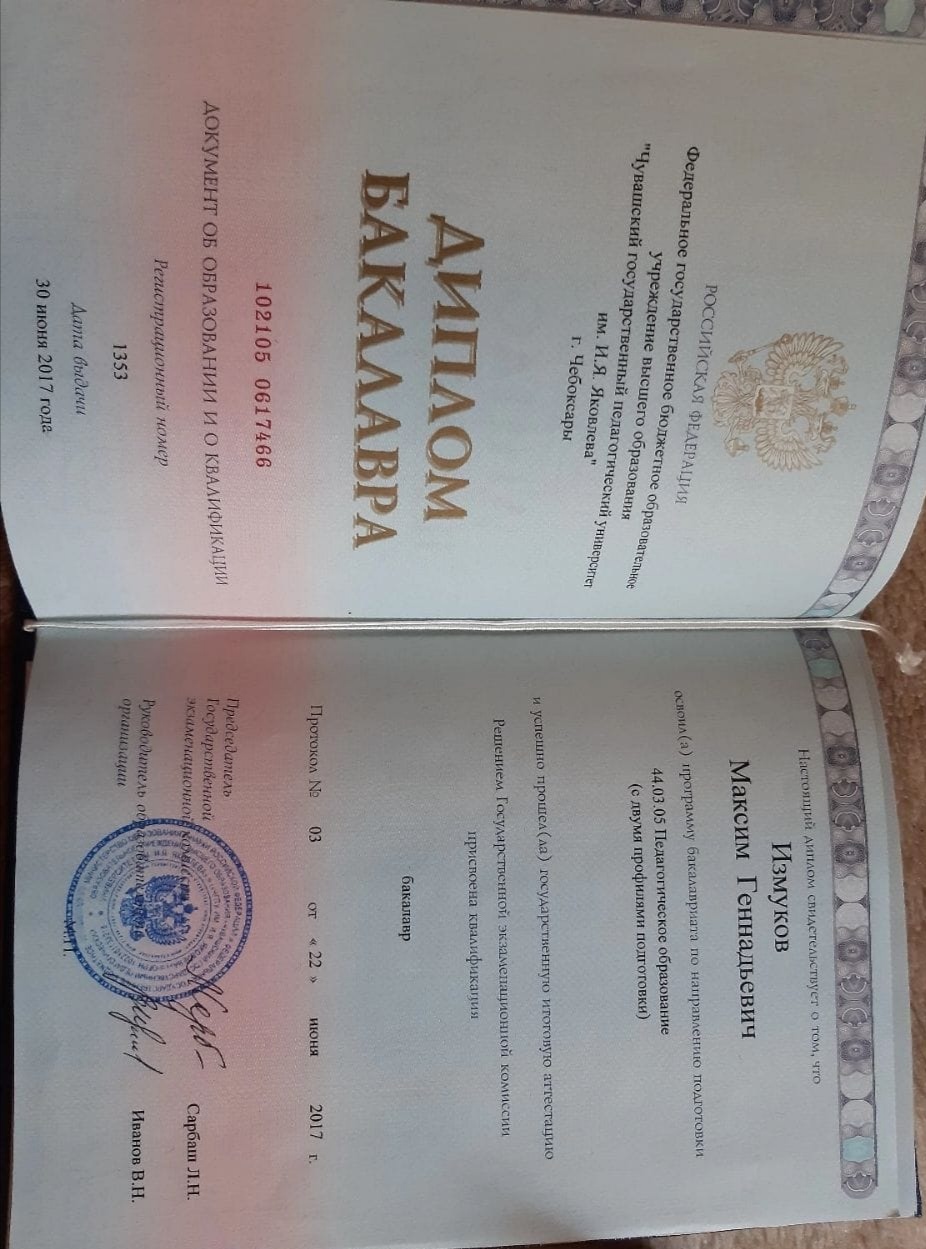 РОССИЙСКАЯ ФЕДЕРАЦИЯ
Федеральное государственное бюджетное образовательное
учреждение высшего образования
"Чувашский государственный педагогический университет
им. И.Я. Яковлева"
г. Чебоксары
ДИПЛОМ
БАКАЛАВРА
102105 0617466
ДОКУМЕНТ ОБ ОБРАЗОВАНИИ И О КВАЛИФИКАЦИИ
Регистрационный номер
1353
Дата выдачи
30 июня 2017 года
Настоящий диплом свидетельствует о том, что
Измуков
Максим Геннадьевич
освоил(а) программу бакалавриата по направлению подготовки
44.03.05 Педагогическое образование
(с двумя профилями подготовки)
и успешно прошел(ла) государственную итоговую аттестацию
Решением Государственной экзаменационной комиссии
присвоена квалификация
бакалавр
Протокол № 03 от « 22 » июня 2017 г.
Председатель
Государственной
экзаменационной Сарбаш Л.Н.
Руководитель Иванов В.Н.
организации